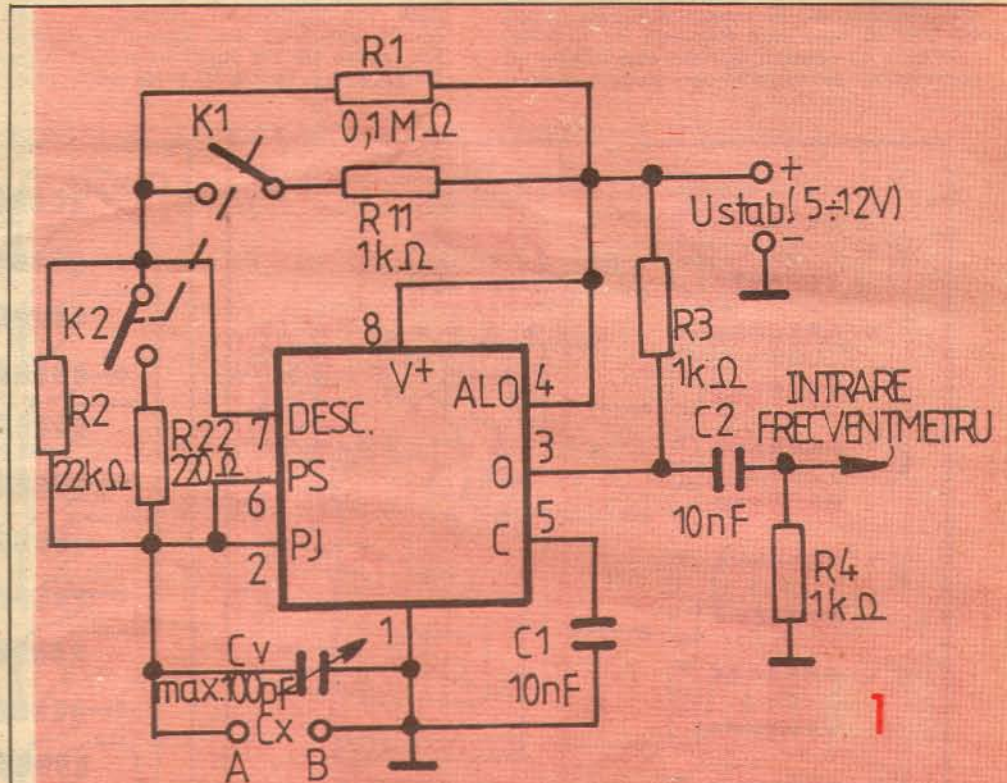 R1
0,1MΩ
K1
R11
1kΩ
+
Ustab.(5÷12V)
-
K2
8
V+
R3
1kΩ
R2
22kΩ
R22
220Ω
DESC.
7
ALO
4
INTRARE
FRECVENTMETRU
C2
10nF
PS
6
O
3
PJ
2
C
5
R4
1kΩ
1
Cv
max.100pF
C1
10nF
Cx
A
B
1